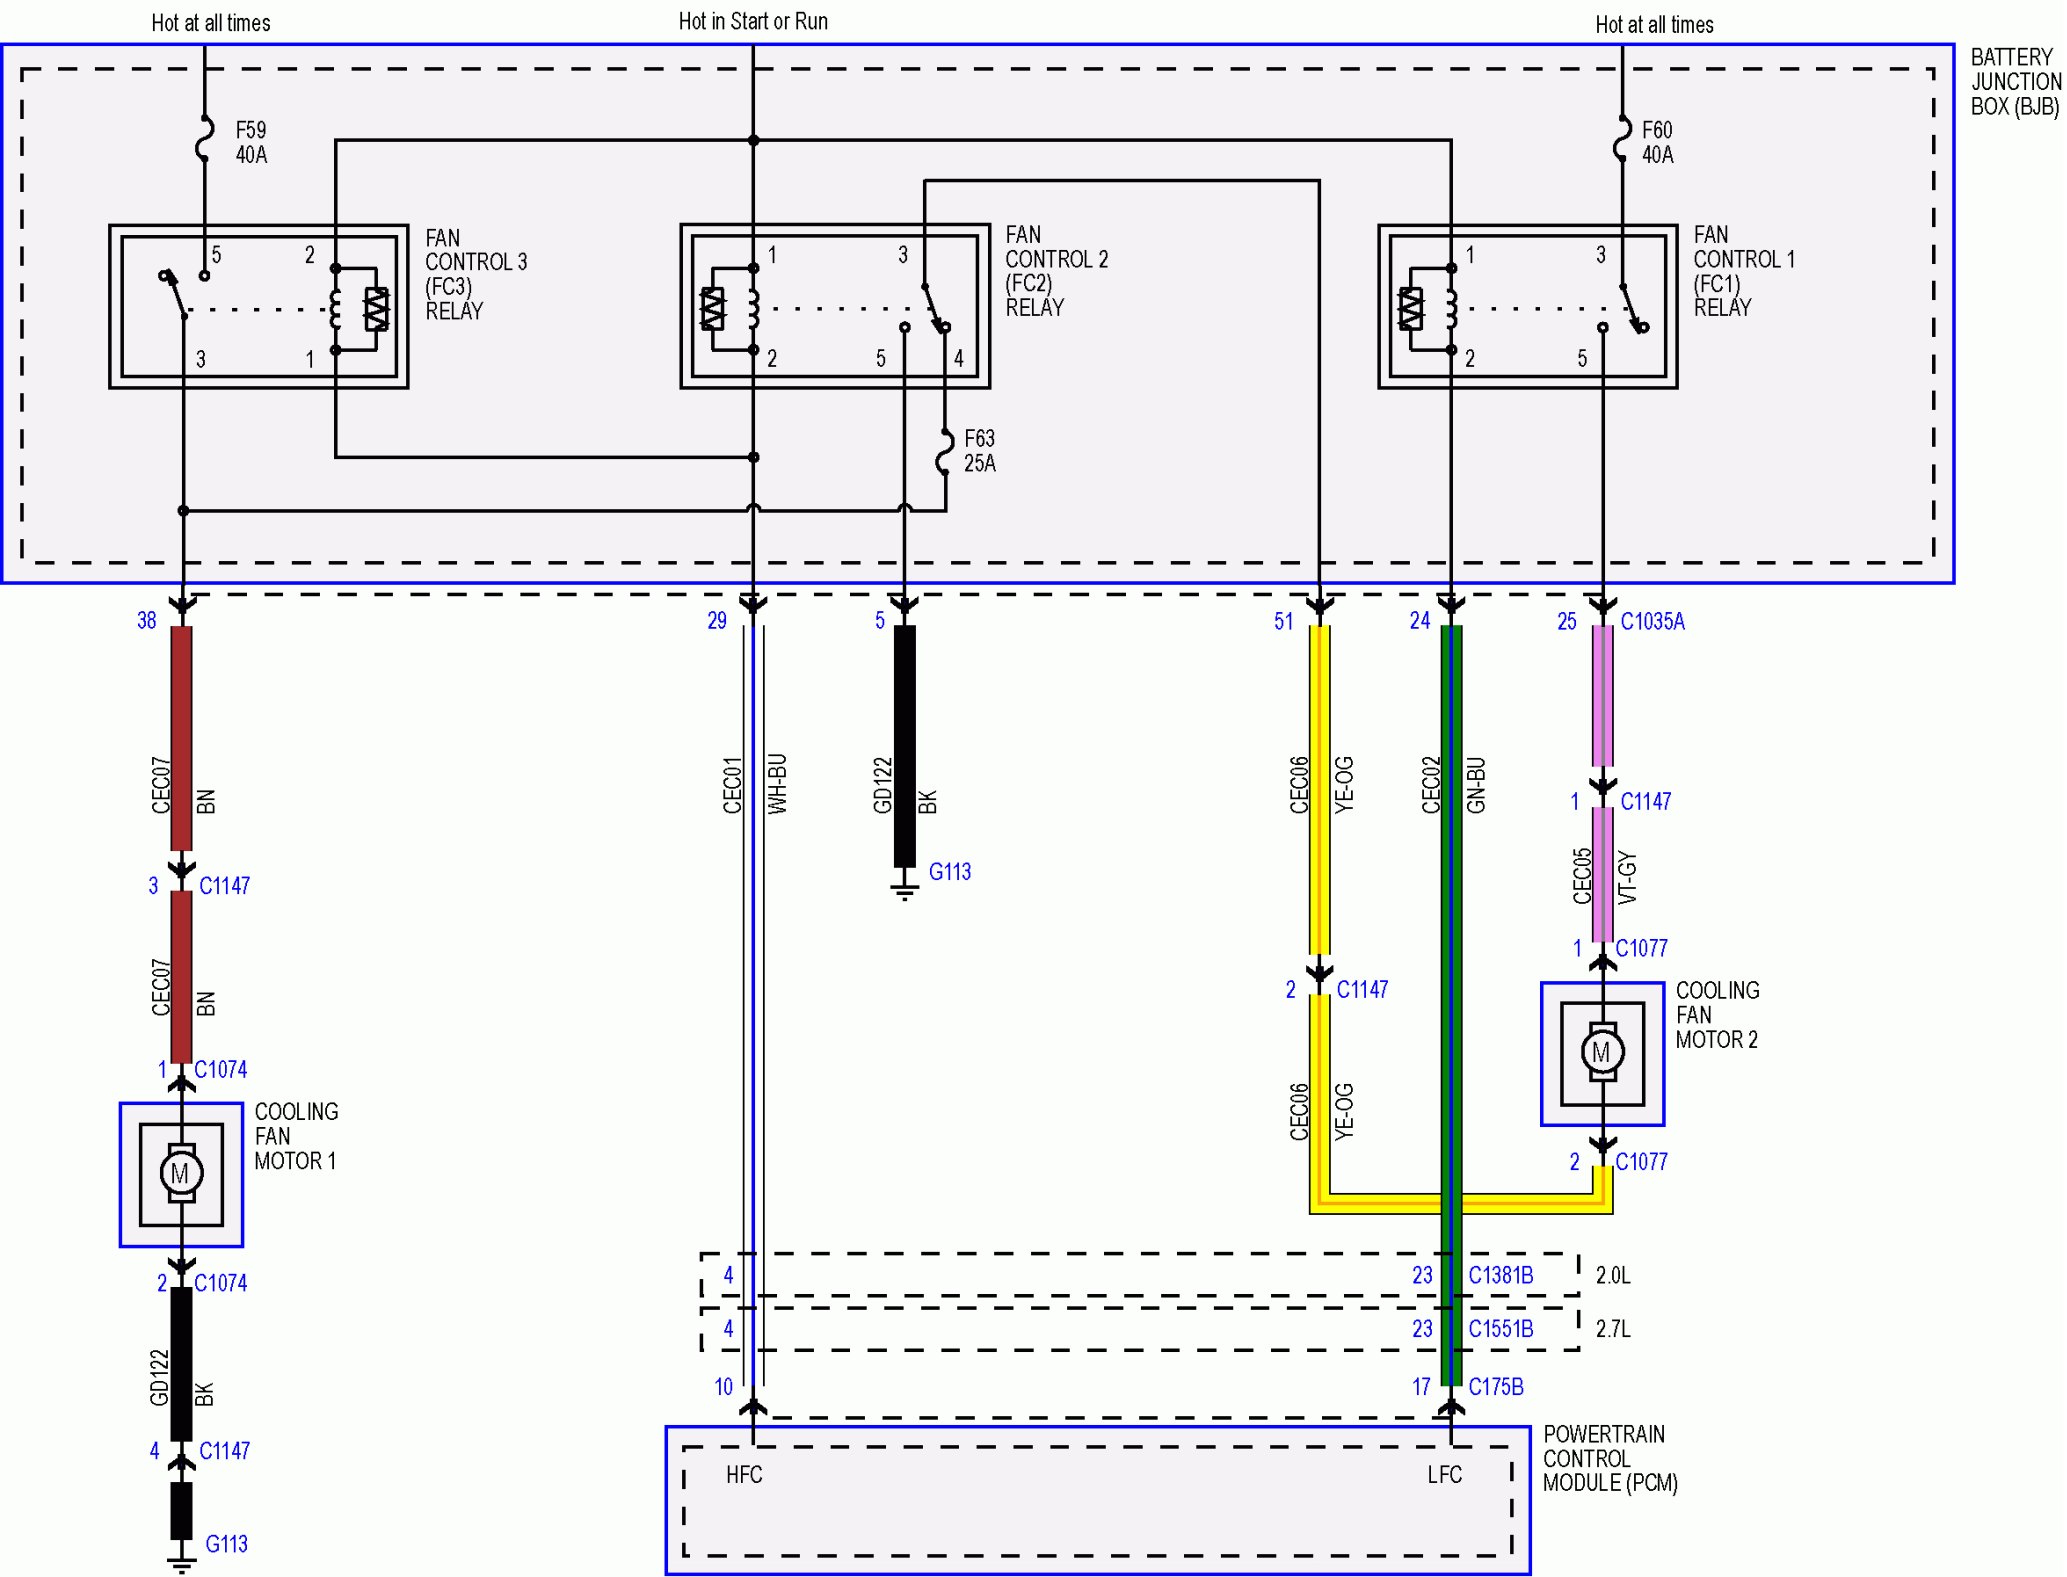 Hot at all times
Hot in Start or Run
Hot at all times
BATTERY
JUNCTION
BOX (BJB)
F59
40A
F60
40A
5
2
3
1
FAN
CONTROL 3
(FC3)
RELAY
1
3
2
5
4
FAN
CONTROL 2
(FC2)
RELAY
1
3
2
5
FAN
CONTROL 1
(FC1)
RELAY
F63
25A
38
29
5
51
24
25
C1035A
CEC07
BN
CEC01
WH-BU
GD122
BK
CEC06
YE-OG
CEC02
GN-BU
1
C1147
CEC05
VT-GY
3
C1147
G113
1
C1077
CEC07
BN
2
C1147
COOLING
FAN
MOTOR 2
M
1
C1074
COOLING
FAN
MOTOR 1
M
CEC06
YE-OG
2
C1077
2
C1074
4
23
C1381B
2.0L
4
23
C1551B
2.7L
GD122
BK
10
17
C175B
4
C1147
POWERTRAIN
CONTROL
MODULE (PCM)
HFC
LFC
G113